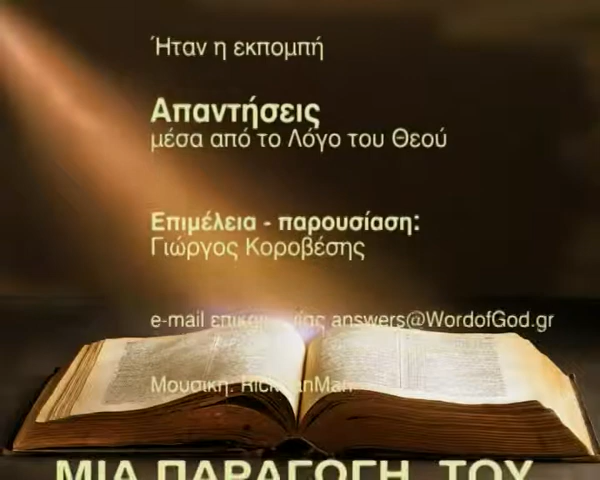 Ήταν η εκπομπή
Απαντήσεις
μέσα από το Λόγο του Θεού
Επιμέλεια - παρουσίαση:
Γιώργος Κοροβέσης
e-mail answers@WordofGod.gr
Μουσική:
ΜΙΑ ΠΑΡΑΓΩΓΗ ΤΟΥ